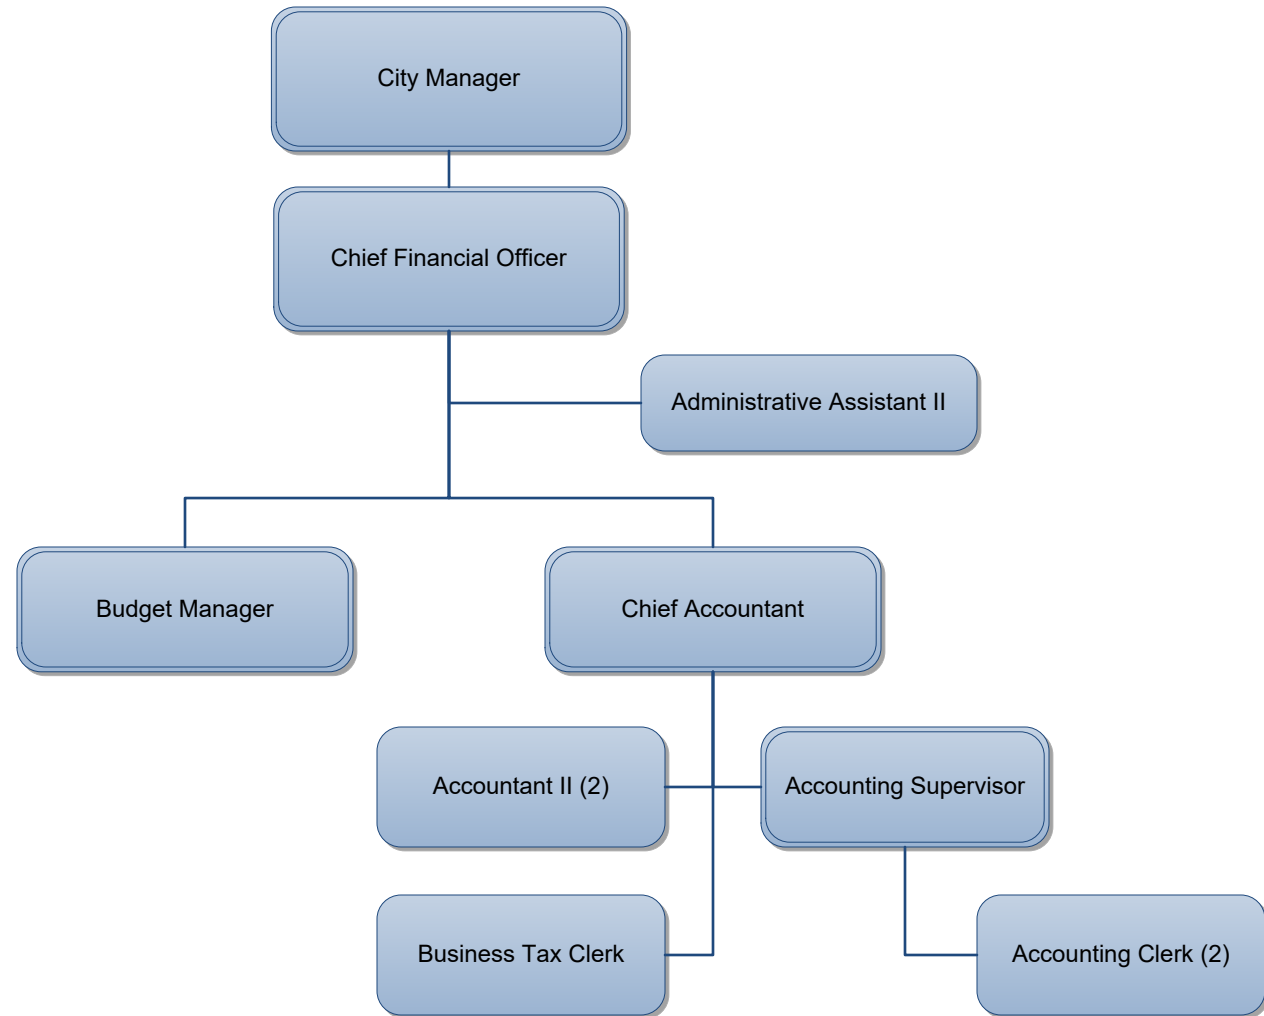 City Manager
Chief Financial Officer
Administrative Assistant II
Budget Manager
Chief Accountant
Accountant II (2)
Accounting Supervisor
Business Tax Clerk
Accounting Clerk (2)